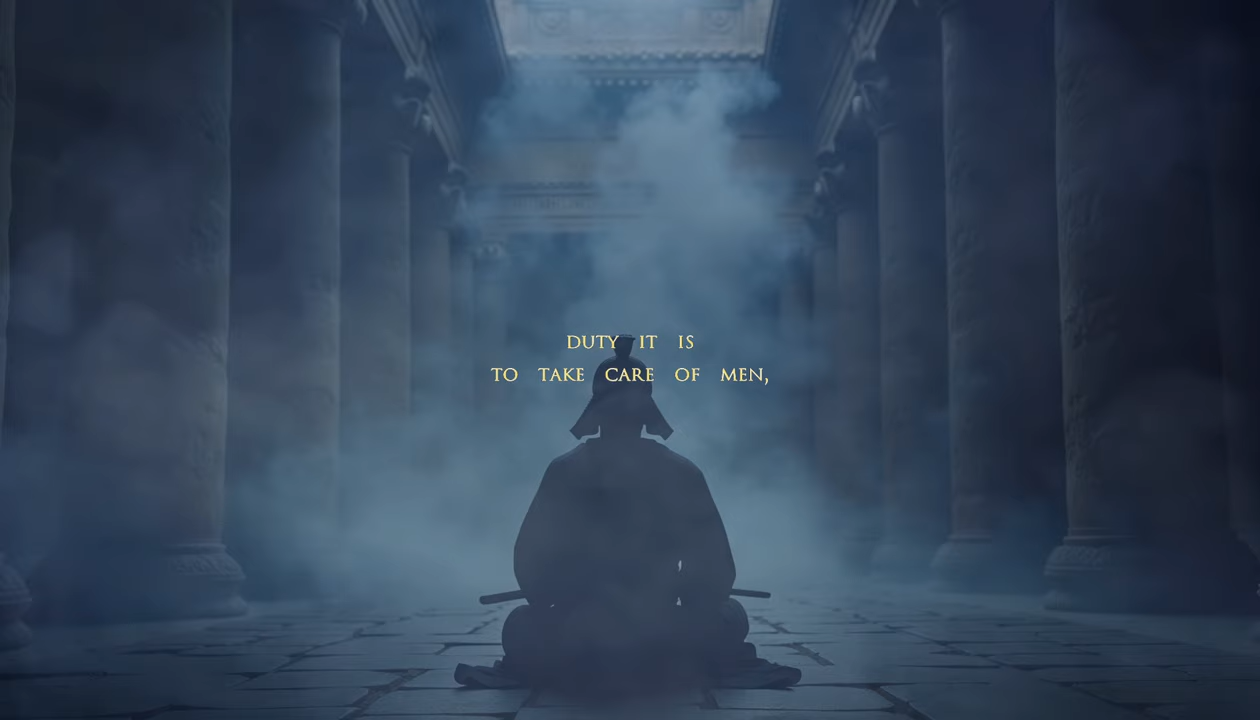 DUTY IT IS
TO TAKE CARE OF MEN,